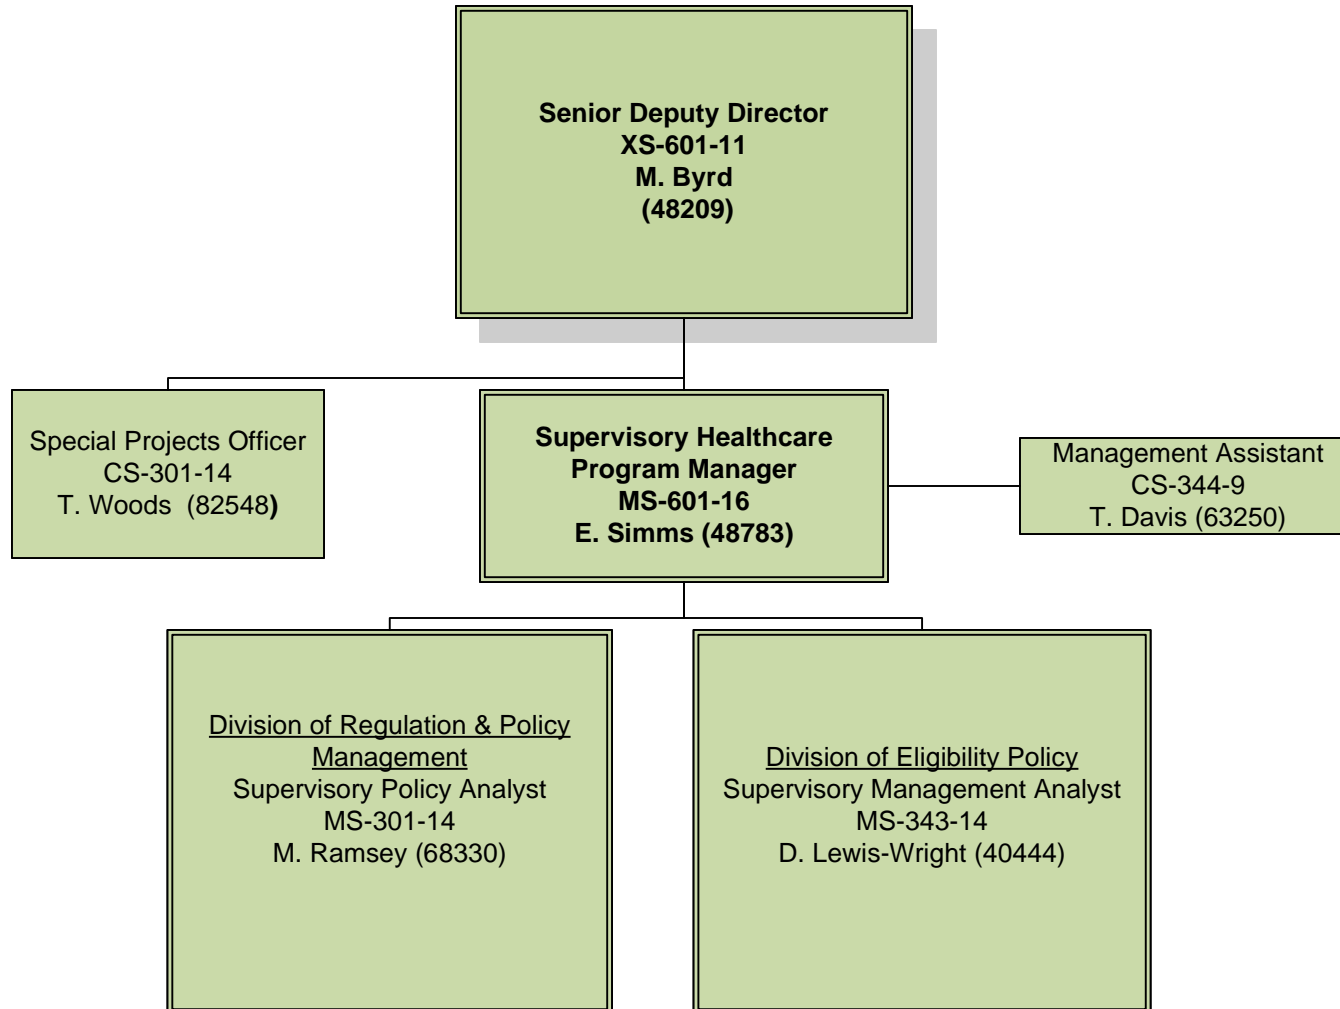 Senior Deputy Director
XS-601-11
M. Byrd
(48209)
Special Projects Officer
CS-301-14
T. Woods  (82548)
Supervisory Healthcare
Program Manager
MS-601-16
E. Simms (48783)
Management Assistant
CS-344-9
T. Davis (63250)
Division of Regulation & Policy
Management
Supervisory Policy Analyst
MS-301-14
M. Ramsey (68330)
Division of Eligibility Policy
Supervisory Management Analyst
MS-343-14
D. Lewis-Wright (40444)